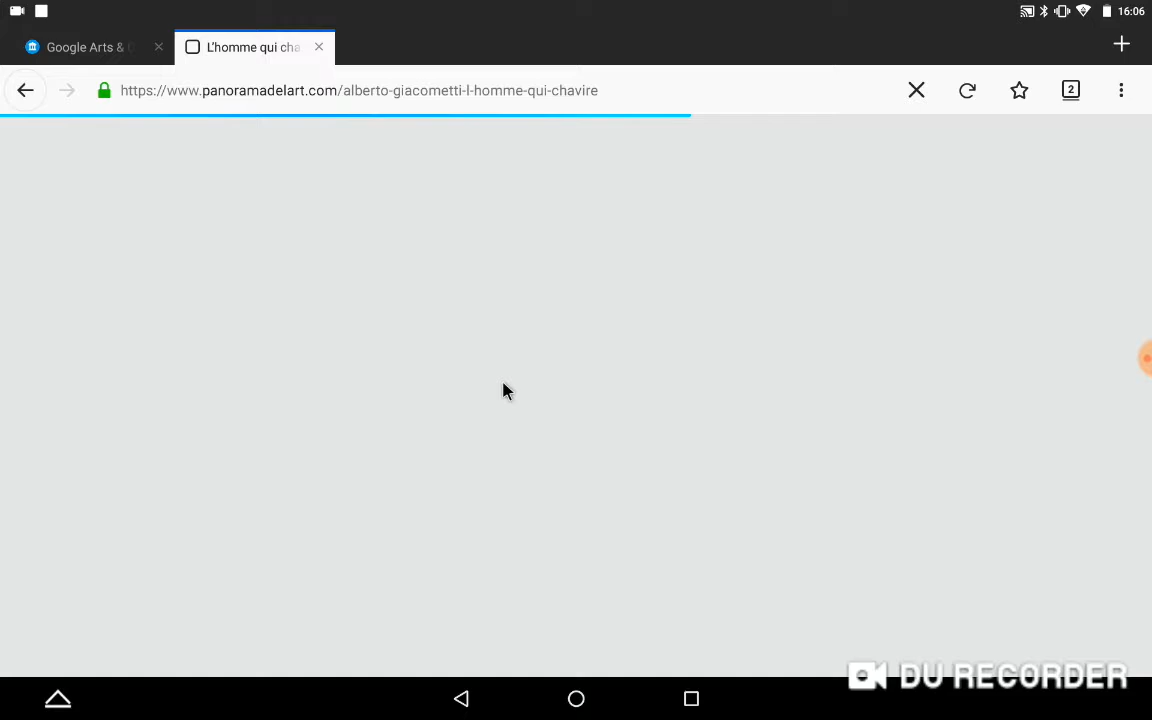 16:06
Google Arts &
L'homme qui cha
https://www.panoramadelart.com/alberto-giacometti-l-homme-qui-chavire
2
DU RECORDER